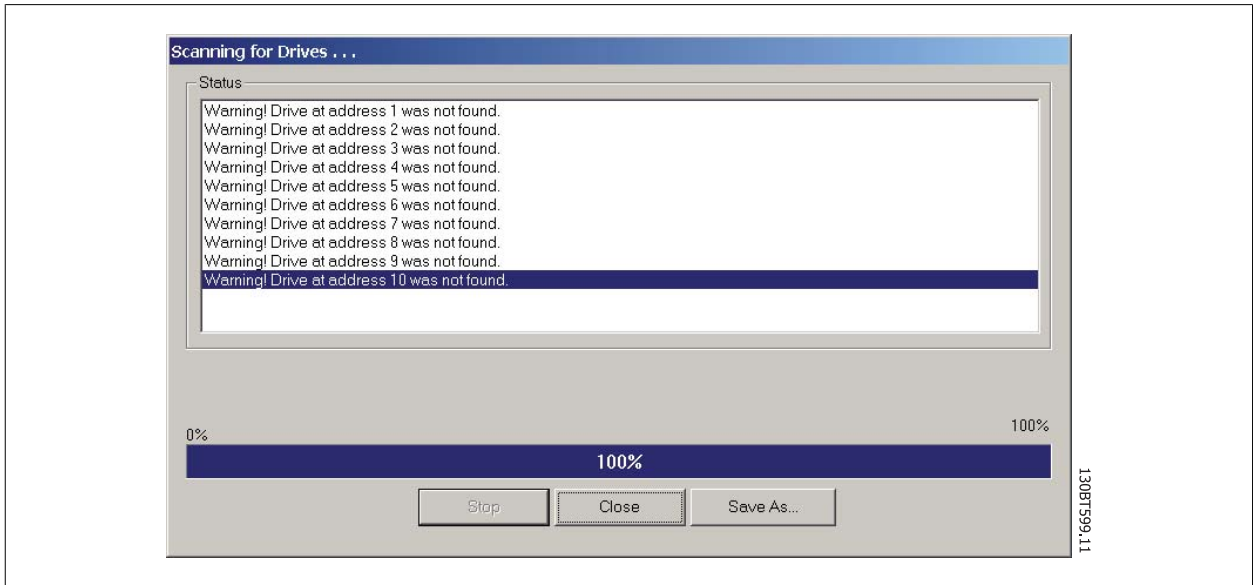 Scanning for Drives . . .
Status
Warning! Drive at address 1 was not found.
Warning! Drive at address 2 was not found.
Warning! Drive at address 3 was not found.
Warning! Drive at address 4 was not found.
Warning! Drive at address 5 was not found.
Warning! Drive at address 6 was not found.
Warning! Drive at address 7 was not found.
Warning! Drive at address 8 was not found.
Warning! Drive at address 9 was not found.
Warning! Drive at address 10 was not found.
0%
100%
100%
Stop
Close
Save As...
130BT599.11